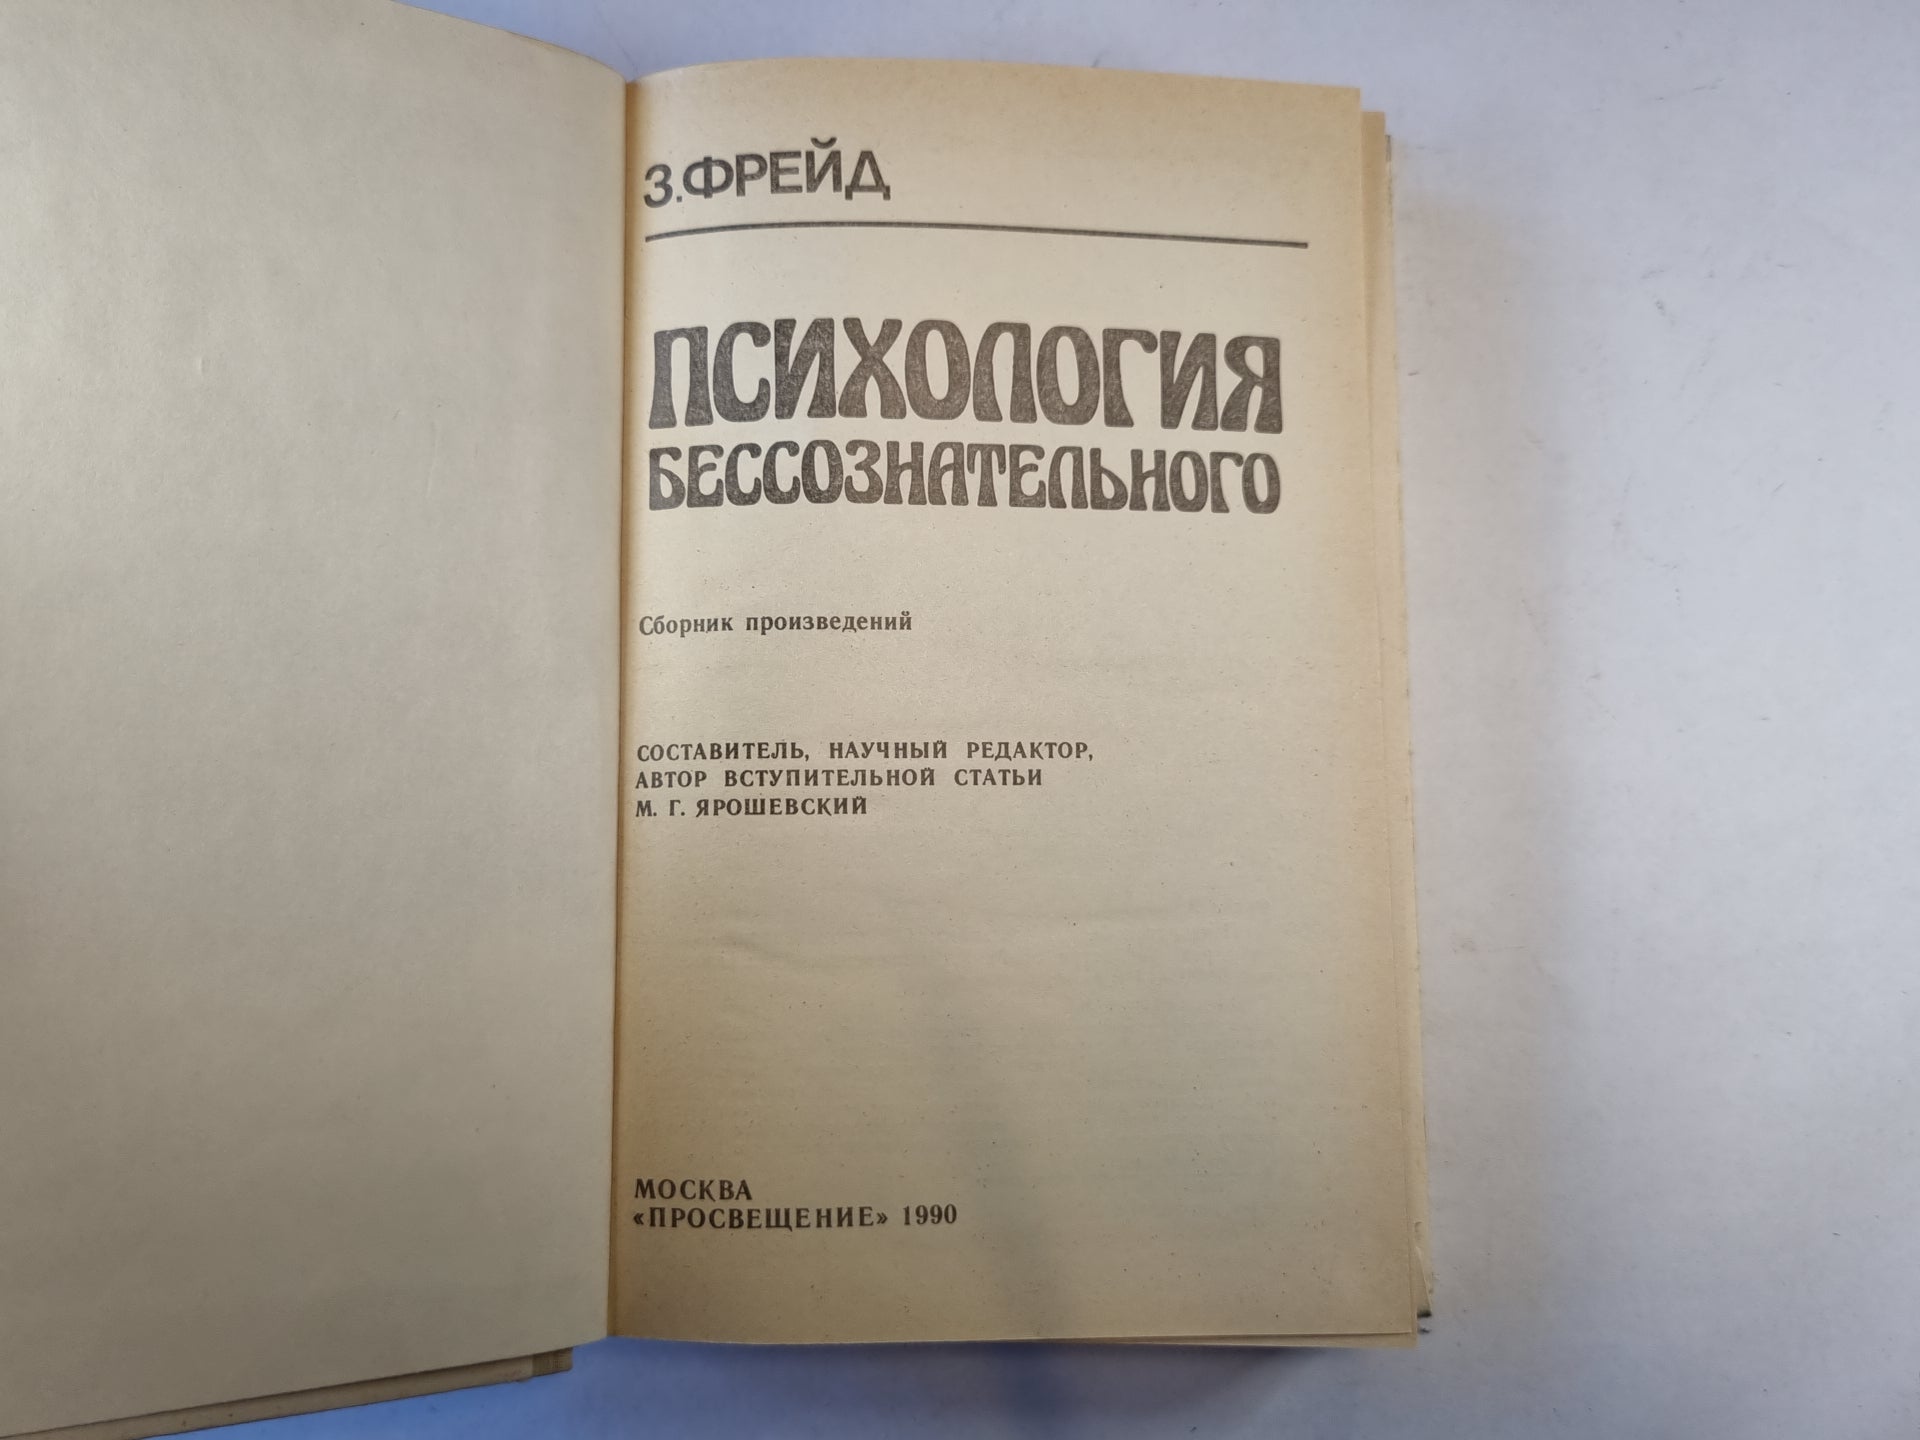 З.ФРЕЙД
ПСИХОЛОГИЯ
БЕССОЗНАТЕЛЬНОГО
Сборник произведений
СОСТАВИТЕЛЬ, НАУЧНЫЙ РЕДАКТОР,
АВТОР ВСТУПИТЕЛЬНОЙ СТАТЬИ
М. Г. ЯРОШЕВСКИЙ
МОСКВА
«ПРОСВЕЩЕНИЕ» 1990